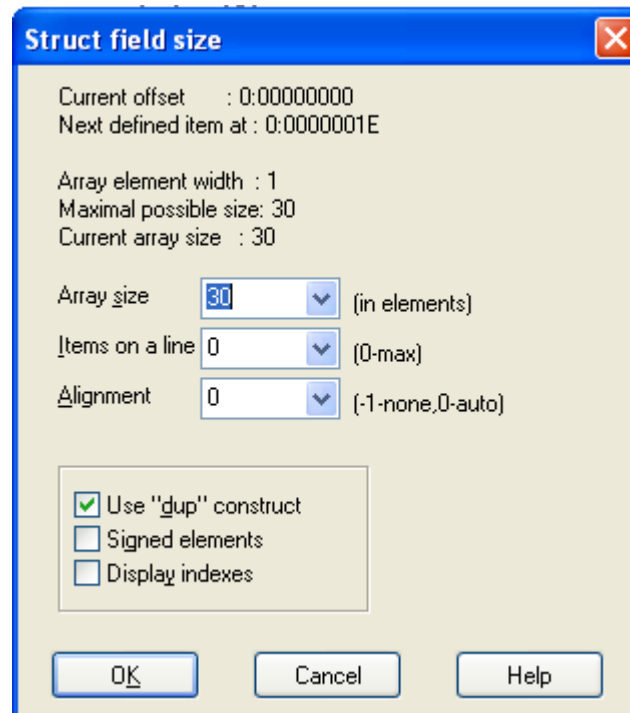 Struct field size
Current offset : 0:00000000
Next defined item at : 0:0000001E
Array element width : 1
Maximal possible size: 30
Current array size : 30
Array size 30 (in elements)
Items on a line 0 (0-max)
Alignment 0 (-1-none,0-auto)
Use "dup" construct
Signed elements
Display indexes
OK Cancel Help